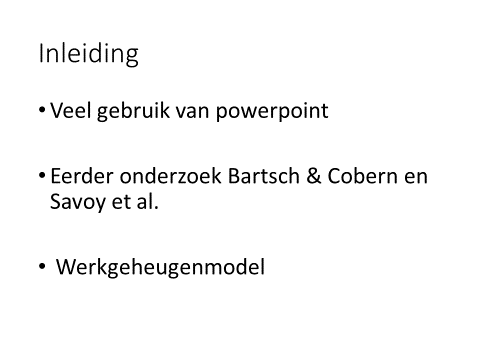 Inleiding
• Veel gebruik van powerpoint
• Eerder onderzoek Bartsch & Cobern en
Savoy et al.
• Werkgeheugenmodel